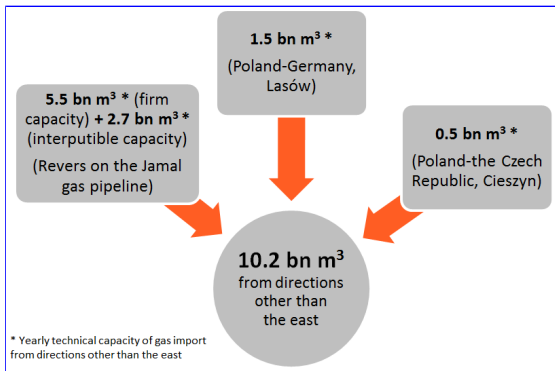 1.5 bn m³ *
(Poland-Germany,
Lasów)
5.5 bn m³ * (firm
capacity) + 2.7 bn m³ *
(interputible capacity)
(Revers on the Jamal
gas pipeline)
0.5 bn m³ *
(Poland-the Czech
Republic, Cieszyn)
10.2 bn m³
from directions
other than
the east
* Yearly technical capacity of gas import
from directions other than the east